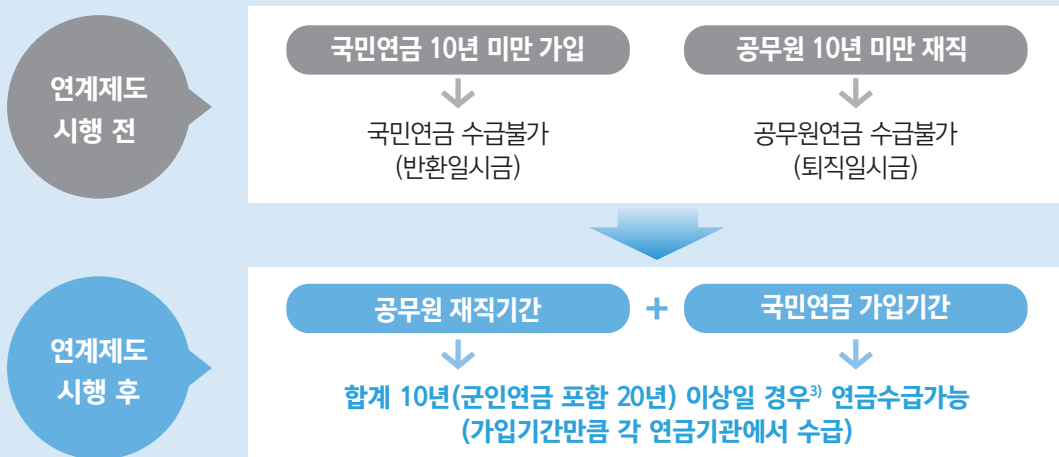 연계제도
시행 전
국민연금 10년 미만 가입
공무원 10년 미만 재직
국민연금 수급불가
(반환일시금)
공무원연금 수급불가
(퇴직일시금)
연계제도
시행 후
공무원 재직기간 + 국민연금 가입기간
합계 10년(군인연금 포함 20년) 이상일 경우3) 연금수급가능
(가입기간만큼 각 연금기관에서 수급)